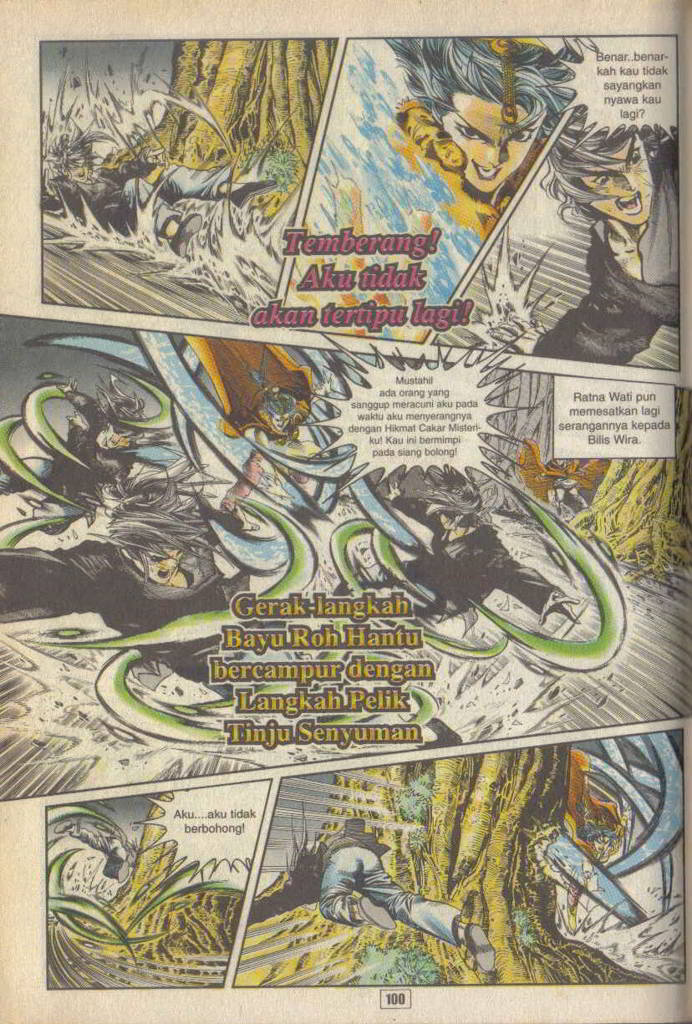 Benar..benar-
kah kau tidak
sayangkan
nyawa kau
lagi?
Temberang!
Aku tidak
akan tertipu lagi!
Mustahil
ada orang yang
sanggup meracuni aku pada
waktu aku menyerangnya
dengan Hikmat Cakar Misteri-
ku! Kau ini bermimpi
pada siang bolong!
Ratna Wati pun
memesatkan lagi
serangannya kepada
Bilis Wira.
Gerak-langkah
Bayu Roh Hantu
bercampur dengan
Langkah Pelik
Tinju Senyuman
Aku....aku tidak
berbohong!
100